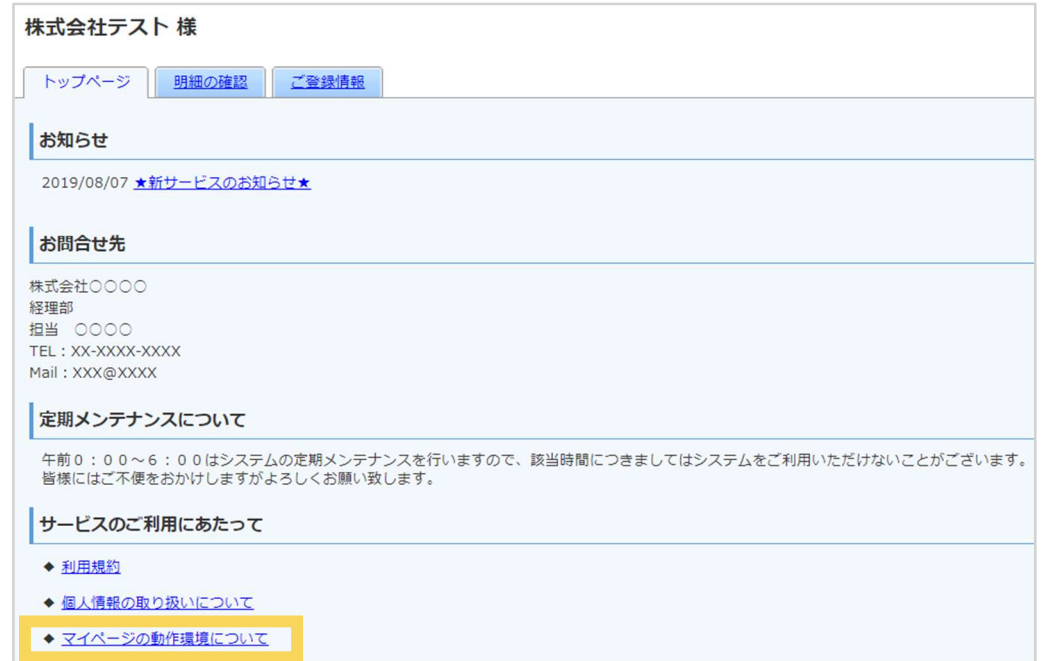 株式会社テスト 様
トップページ 明細の確認 ご登録情報
お知らせ
2019/08/07 ★新サービスのお知らせ★
お問合せ先
株式会社○○○○
経理部
担当　○○○○
TEL：XX-XXXX-XXXX
Mail：XXX@XXXX
定期メンテナンスについて
午前０：００～６：００はシステムの定期メンテナンスを行いますので、該当時間につきましてはシステムをご利用いただけないことがございます。
皆様にはご不便をおかけしますがよろしくお願い致します。
サービスのご利用にあたって
◆ 利用規約
◆ 個人情報の取り扱いについて
◆ マイページの動作環境について